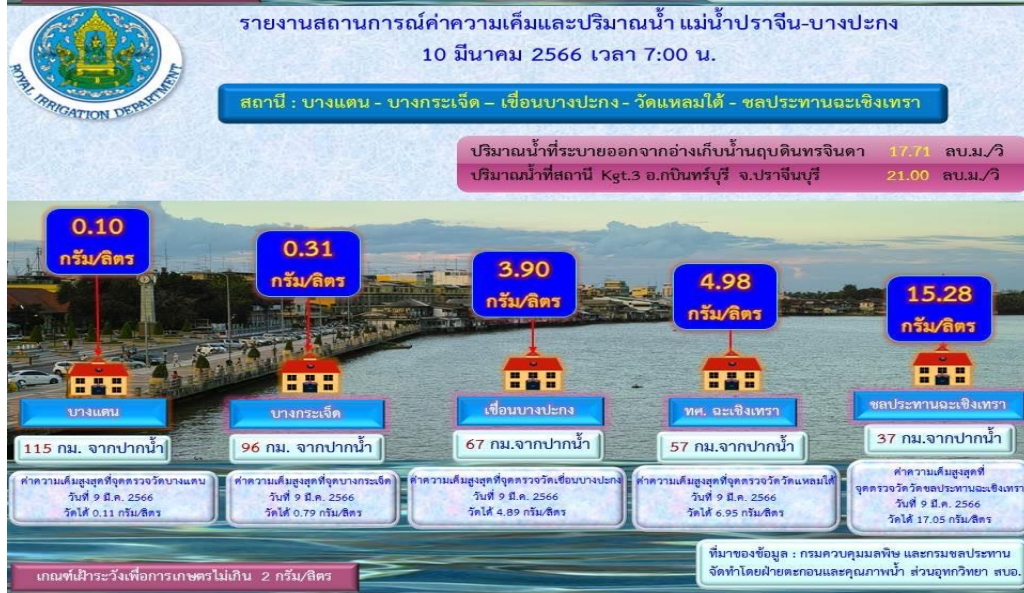 รายงานสถานการณ์ค่าความเค็มและปริมาณน้ำ แม่น้ำปราจีน-บางปะกง
10 มีนาคม 2566 เวลา 7:00 น.
ROYAL IRRIGATION DEPARTMENT
สถานี : บางแตน - บางกระเจ็ด – เขื่อนบางปะกง - วัดแหลมใต้ - ชลประทานฉะเชิงเทรา
ปริมาณน้ำที่ระบายออกจากอ่างเก็บน้ำนฤบดินทรจินดา 17.71 ลบ.ม./วิ
ปริมาณน้ำที่สถานี Kgt.3 อ.กบินทร์บุรี จ.ปราจีนบุรี 21.00 ลบ.ม./วิ
0.10
กรัม/ลิตร
0.31
กรัม/ลิตร
3.90
กรัม/ลิตร
4.98
กรัม/ลิตร
15.28
กรัม/ลิตร
บางแตน
บางกระเจ็ด
เขื่อนบางปะกง
ทศ. ฉะเชิงเทรา
ชลประทานฉะเชิงเทรา
115 กม. จากปากน้ำ
96 กม. จากปากน้ำ
67 กม.จากปากน้ำ
57 กม.จากปากน้ำ
37 กม.จากปากน้ำ
ค่าความเค็มสูงสุดที่จุดตรวจวัดบางแตน
วันที่ 9 มี.ค. 2566
วัดได้ 0.11 กรัม/ลิตร
ค่าความเค็มสูงสุดที่จุดบางกระเจ็ด
วันที่ 9 มี.ค. 2566
วัดได้ 0.79 กรัม/ลิตร
ค่าความเค็มสูงสุดที่จุดตรวจวัดเขื่อนบางปะกง
วันที่ 9 มี.ค. 2566
วัดได้ 4.89 กรัม/ลิตร
ค่าความเค็มสูงสุดที่จุดตรวจวัดวัดแหลมใต้
วันที่ 9 มี.ค. 2566
วัดได้ 6.95 กรัม/ลิตร
ค่าความเค็มสูงสุดที่
จุดตรวจวัดวัดชลประทานฉะเชิงเทรา
วันที่ 9 มี.ค. 2566
วัดได้ 17.05 กรัม/ลิตร
เกณฑ์เฝ้าระวังเพื่อการเกษตรไม่เกิน 2 กรัม/ลิตร
ที่มาของข้อมูล : กรมควบคุมมลพิษ และกรมชลประทาน
จัดทำโดยฝ่ายตะกอนและคุณภาพน้ำ ส่วนอุทกวิทยา สบอ.